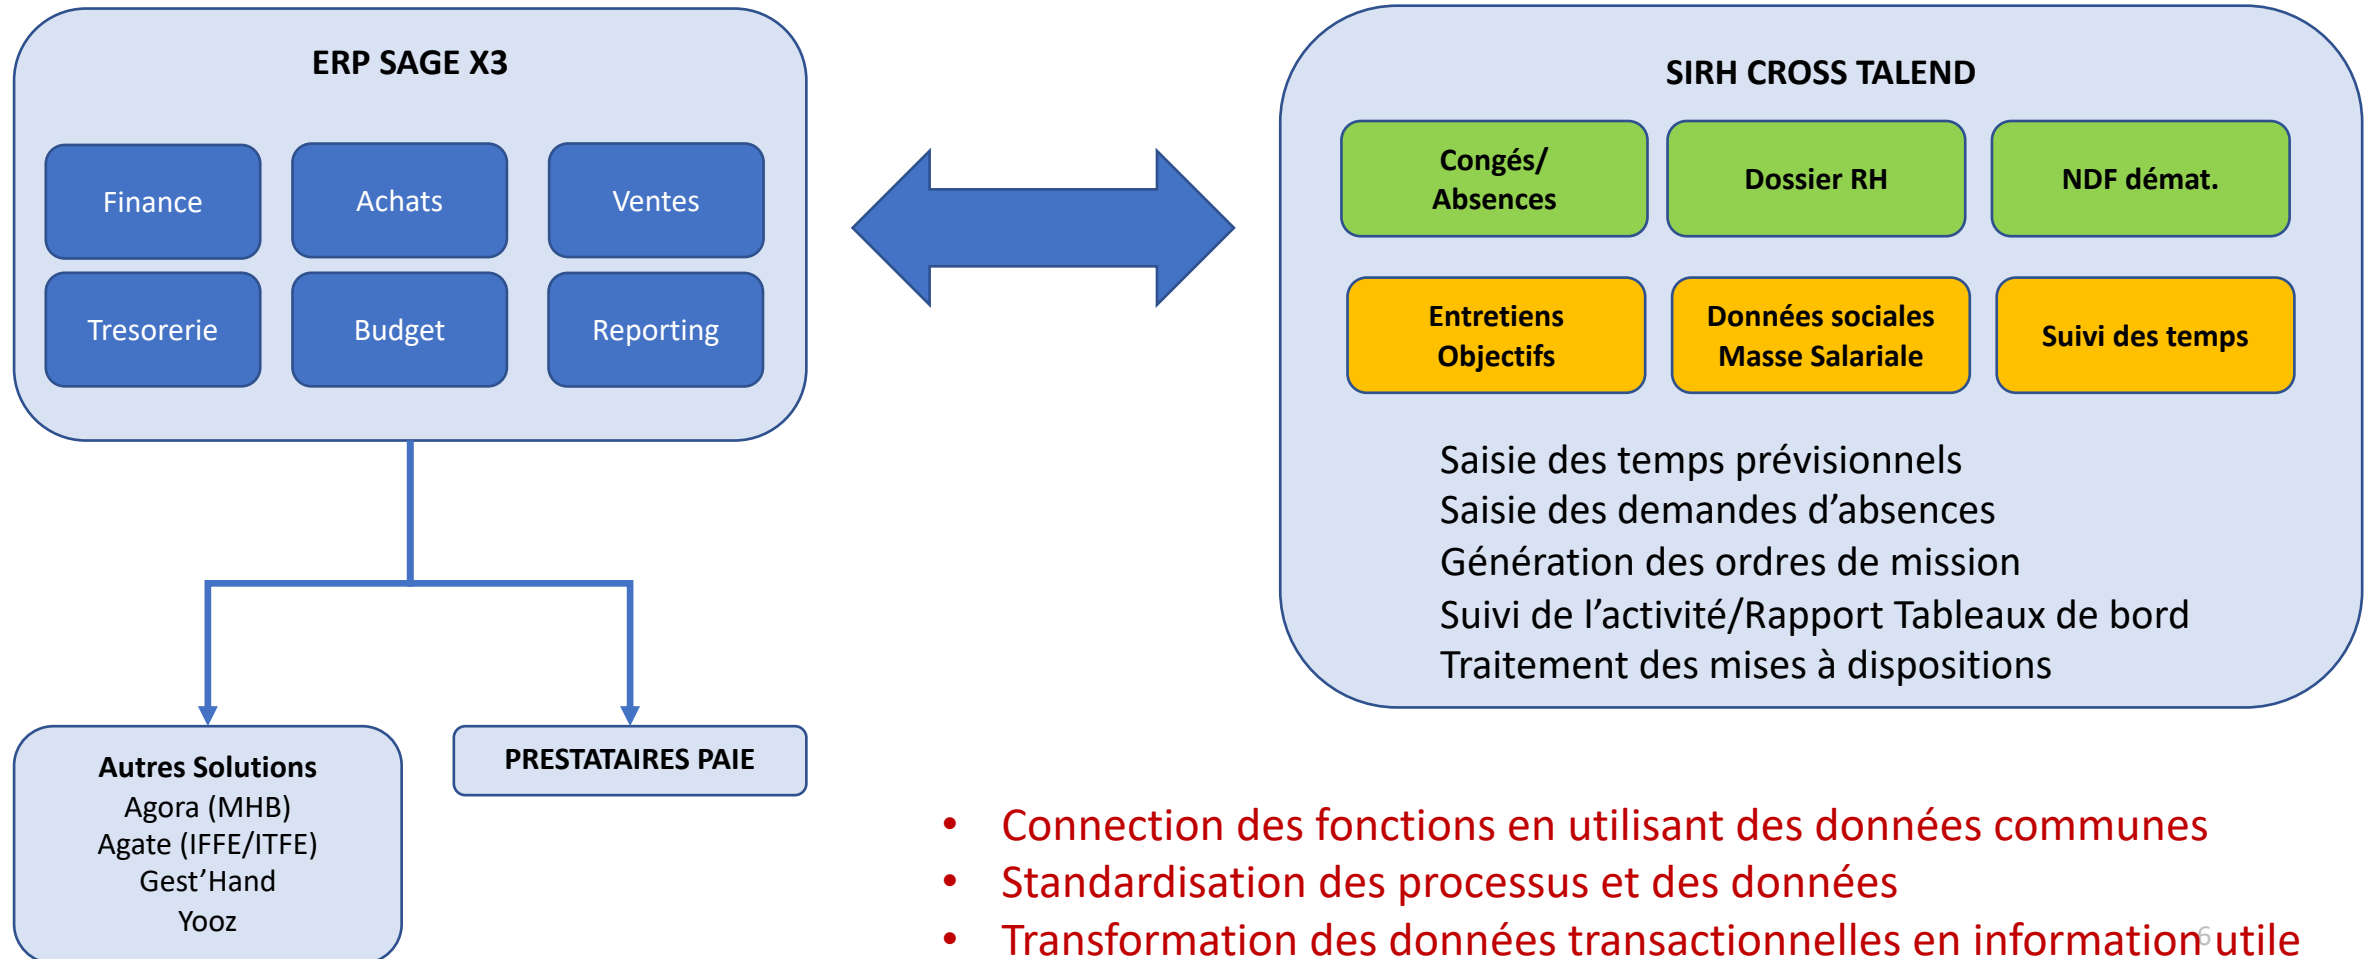 ERP SAGE X3
Finance
Achats
Ventes
Tresorerie
Budget
Reporting
SIRH CROSS TALEND
Congés/
Absences
Dossier RH
NDF démat.
Entretiens
Objectifs
Données sociales
Masse Salariale
Suivi des temps
Saisie des temps prévisionnels
Saisie des demandes d’absences
Génération des ordres de mission
Suivi de l’activité/Rapport Tableaux de bord
Traitement des mises à dispositions
Autres Solutions
Agora (MHB)
Agate (IFFE/ITFE)
Gest’Hand
Yooz
PRESTATAIRES PAIE
• Connection des fonctions en utilisant des données communes
• Standardisation des processus et des données
• Transformation des données transactionnelles en information utile
6